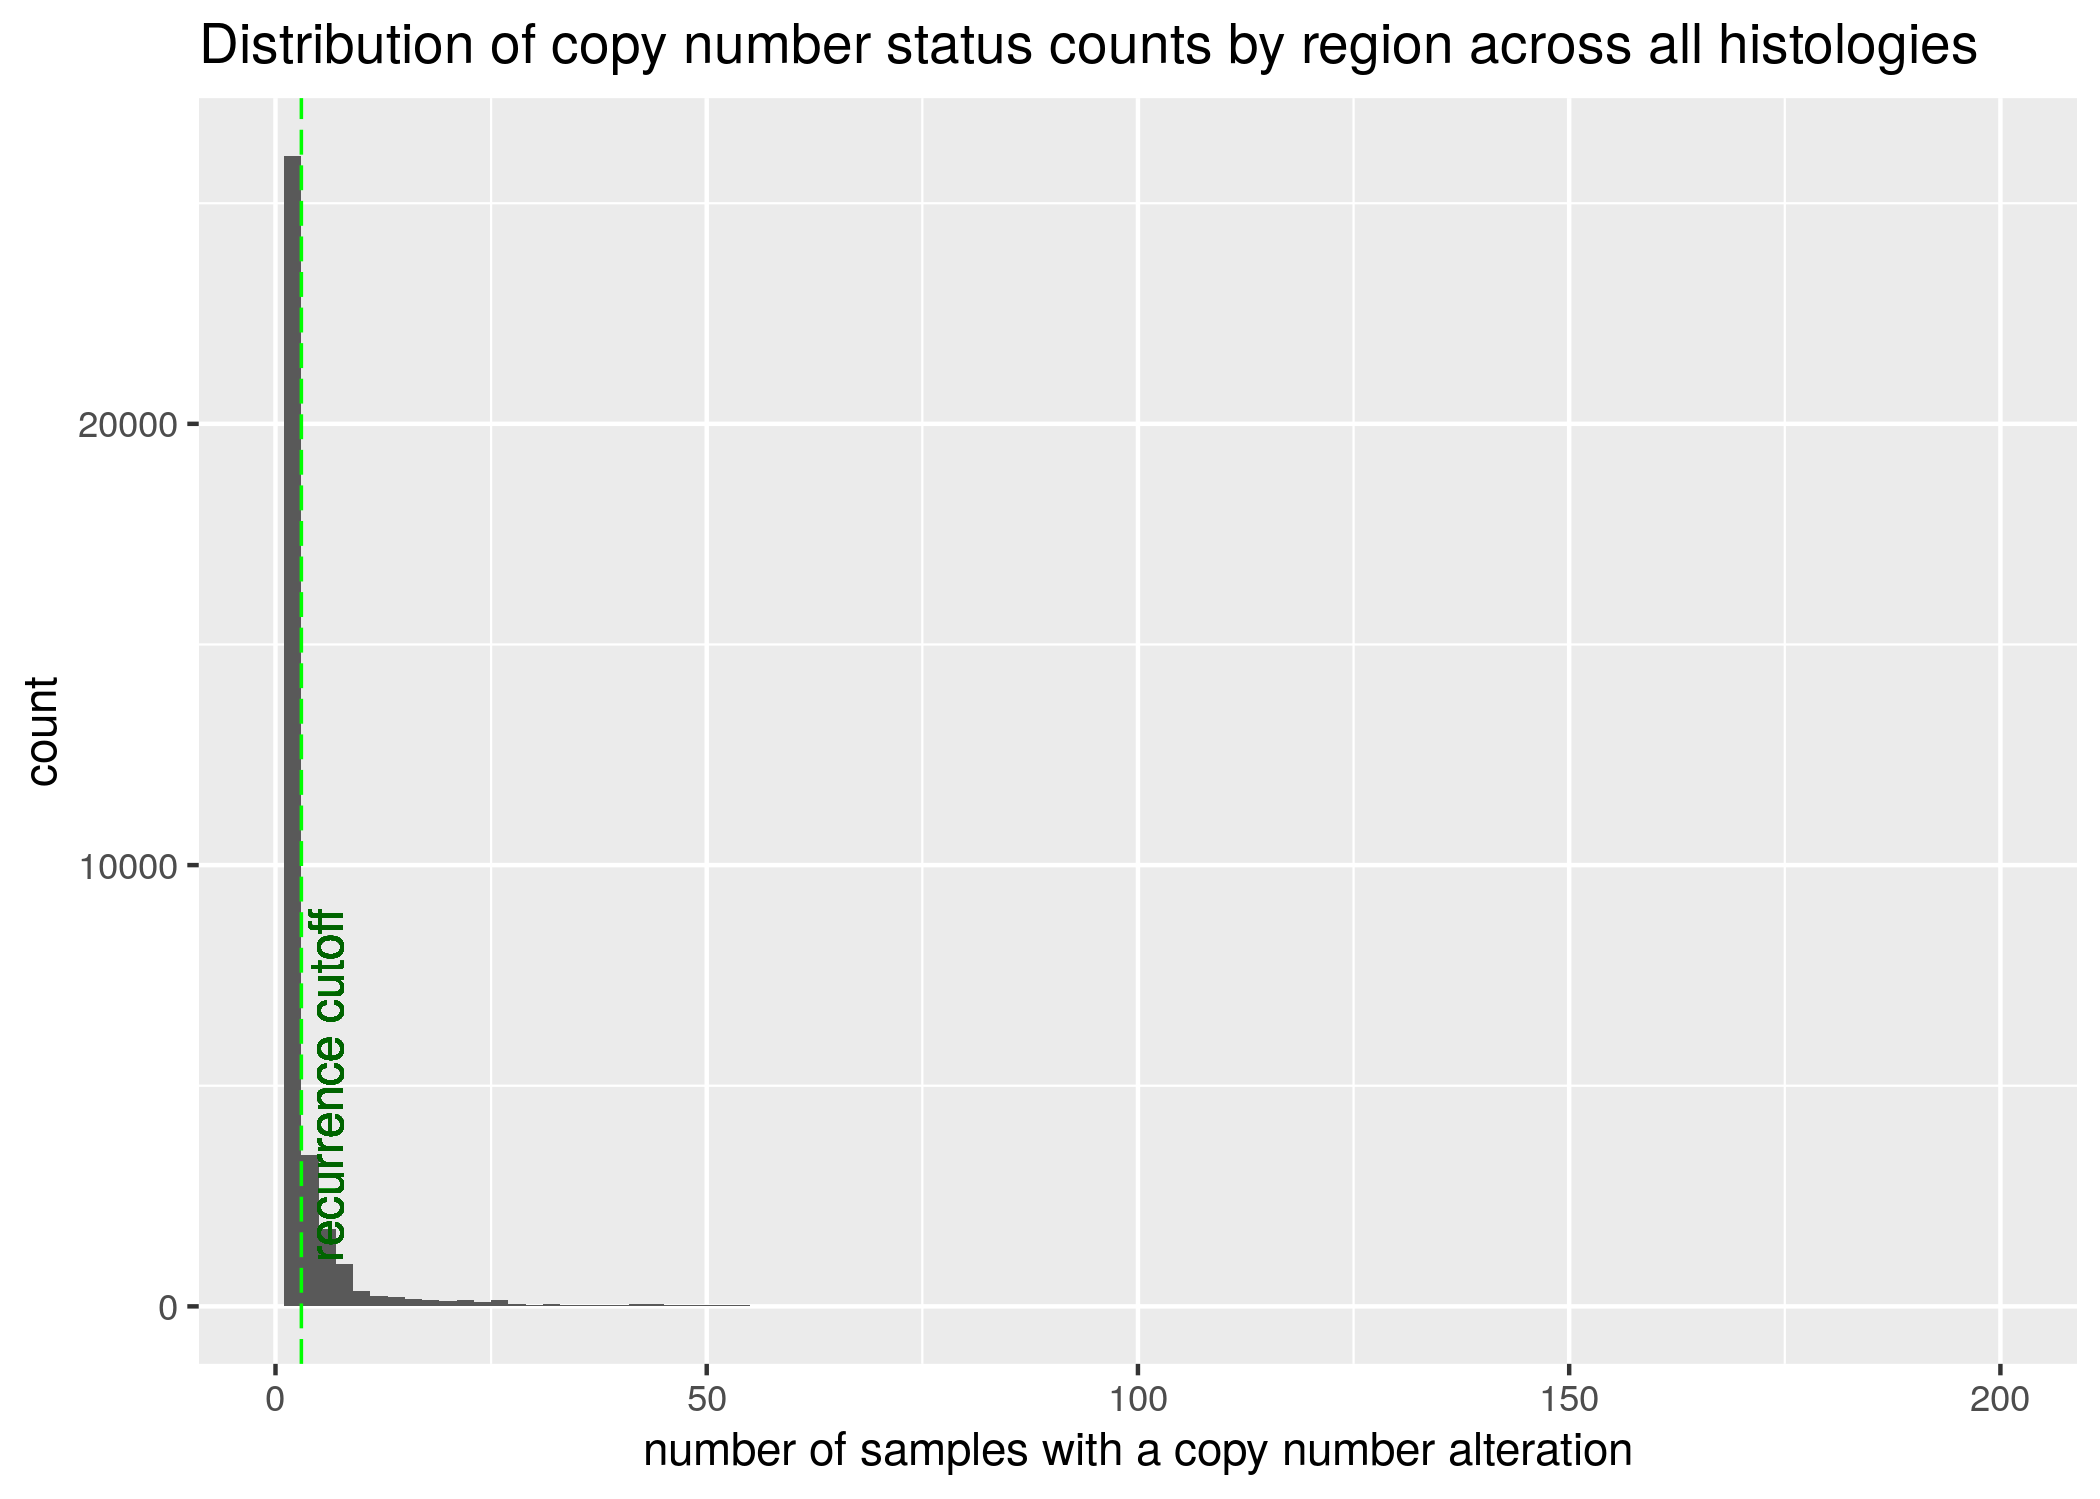 Distribution of copy number status counts by region across all histologies
count
20000
10000
0
recurrence cutoff
0 50 100 150 200
number of samples with a copy number alteration